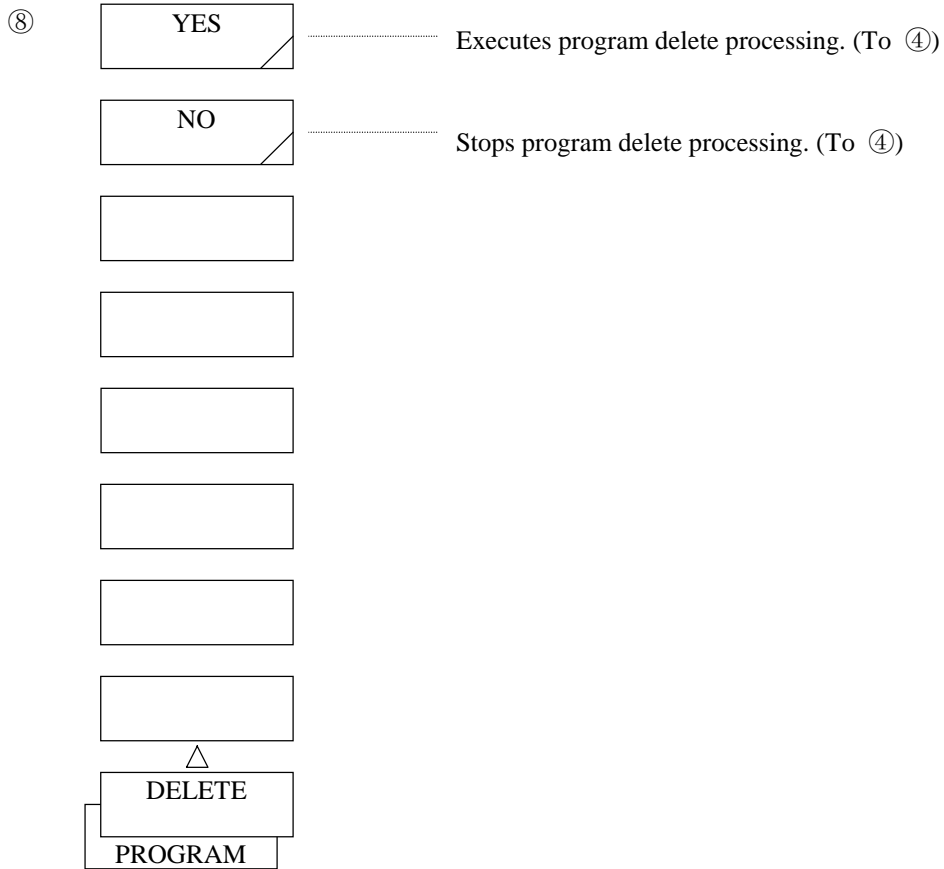 ⑧
YES
Executes program delete processing. (To ④)
NO
Stops program delete processing. (To ④)
DELETE
PROGRAM